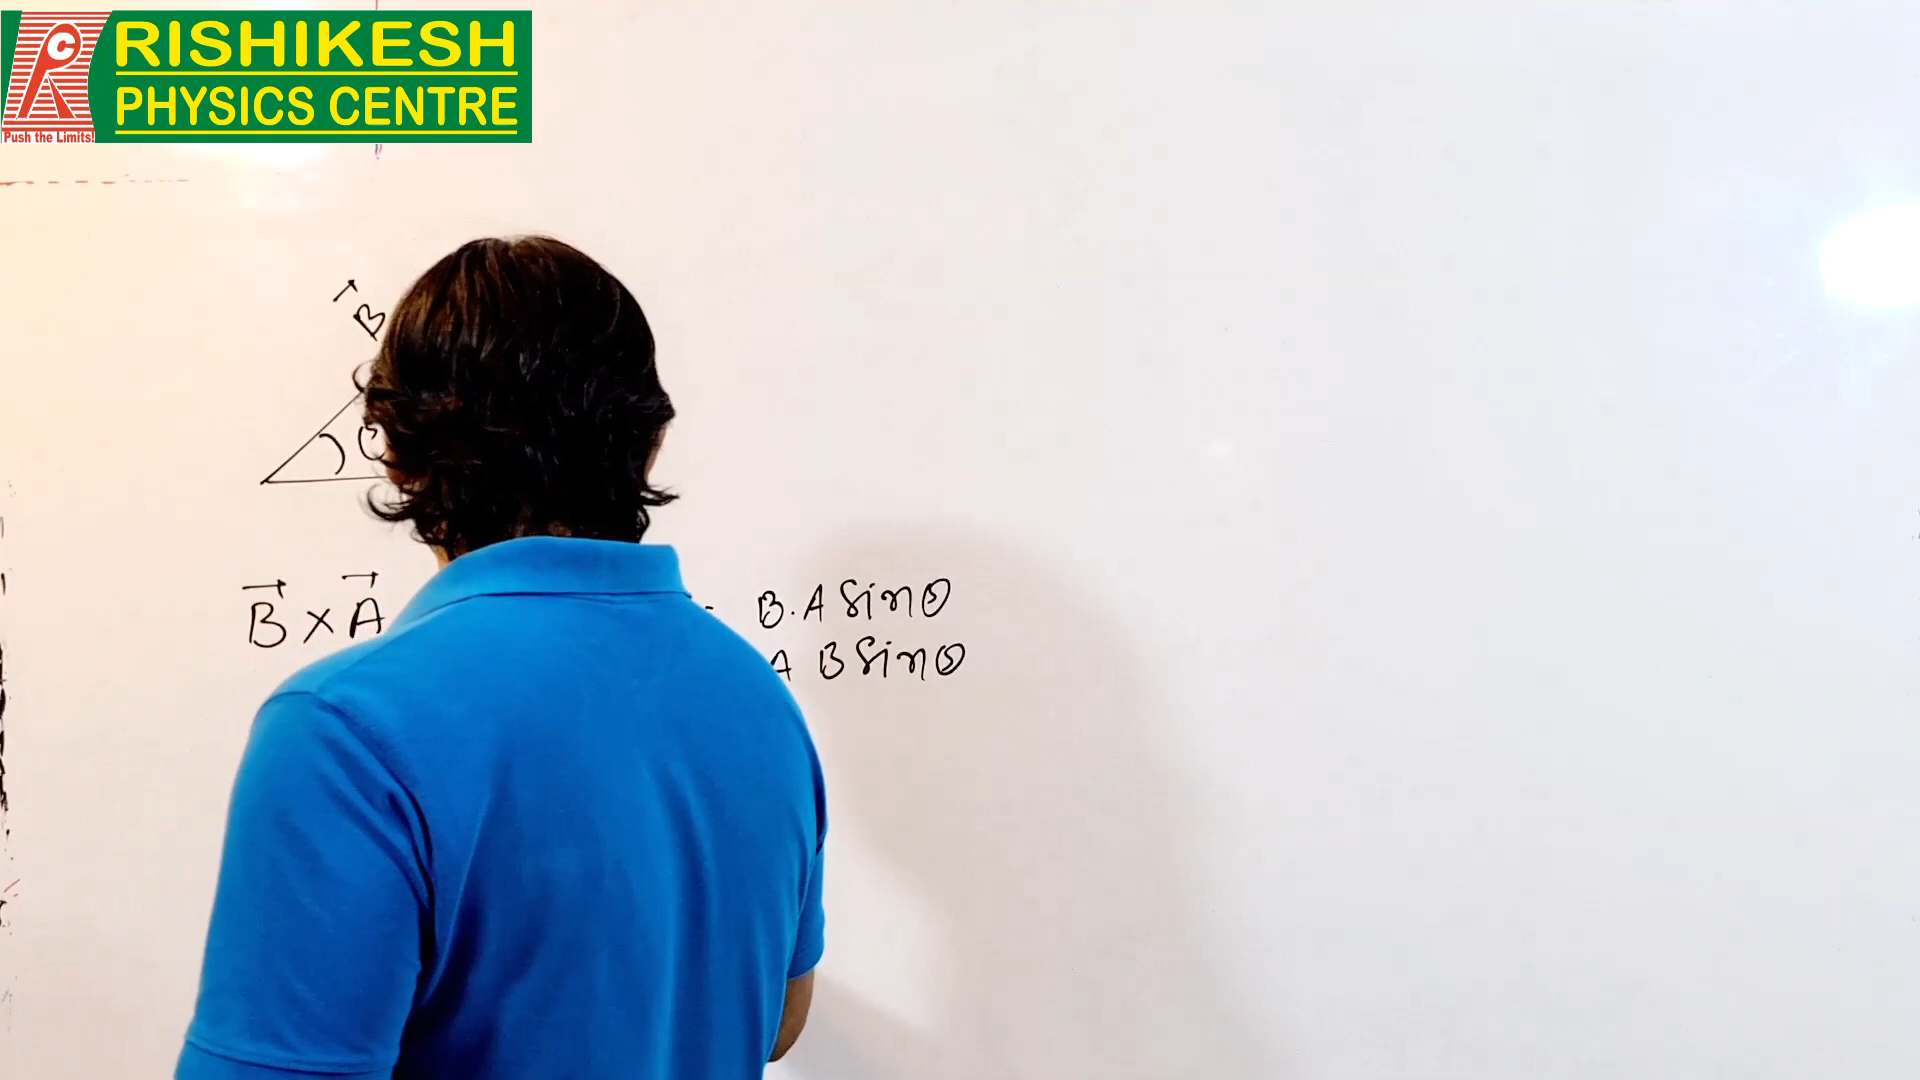 RISHIKESH
PHYSICS CENTRE
Push the Limits!
B
B × A
B.A sinθ
A B sinθ